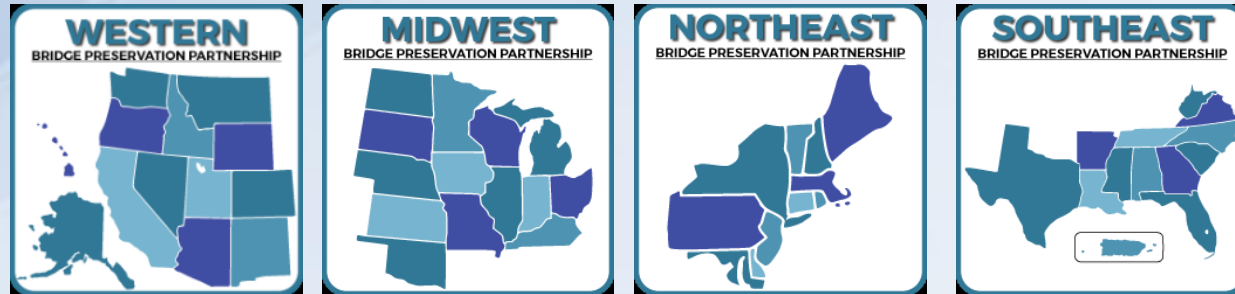 WESTERN
BRIDGE PRESERVATION PARTNERSHIP
MIDWEST
BRIDGE PRESERVATION PARTNERSHIP
NORTHEAST
BRIDGE PRESERVATION PARTNERSHIP
SOUTHEAST
BRIDGE PRESERVATION PARTNERSHIP